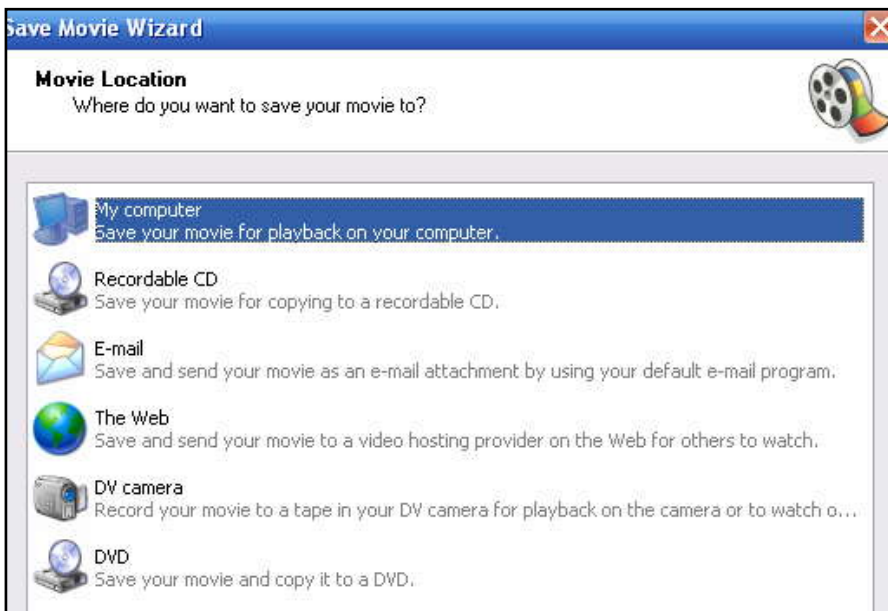 Save Movie Wizard
Movie Location
Where do you want to save your movie to?
My computer
Save your movie for playback on your computer.
Recordable CD
Save your movie for copying to a recordable CD.
E-mail
Save and send your movie as an e-mail attachment by using your default e-mail program.
The Web
Save and send your movie to a video hosting provider on the Web for others to watch.
DV camera
Record your movie to a tape in your DV camera for playback on the camera or to watch o...
DVD
Save your movie and copy it to a DVD.